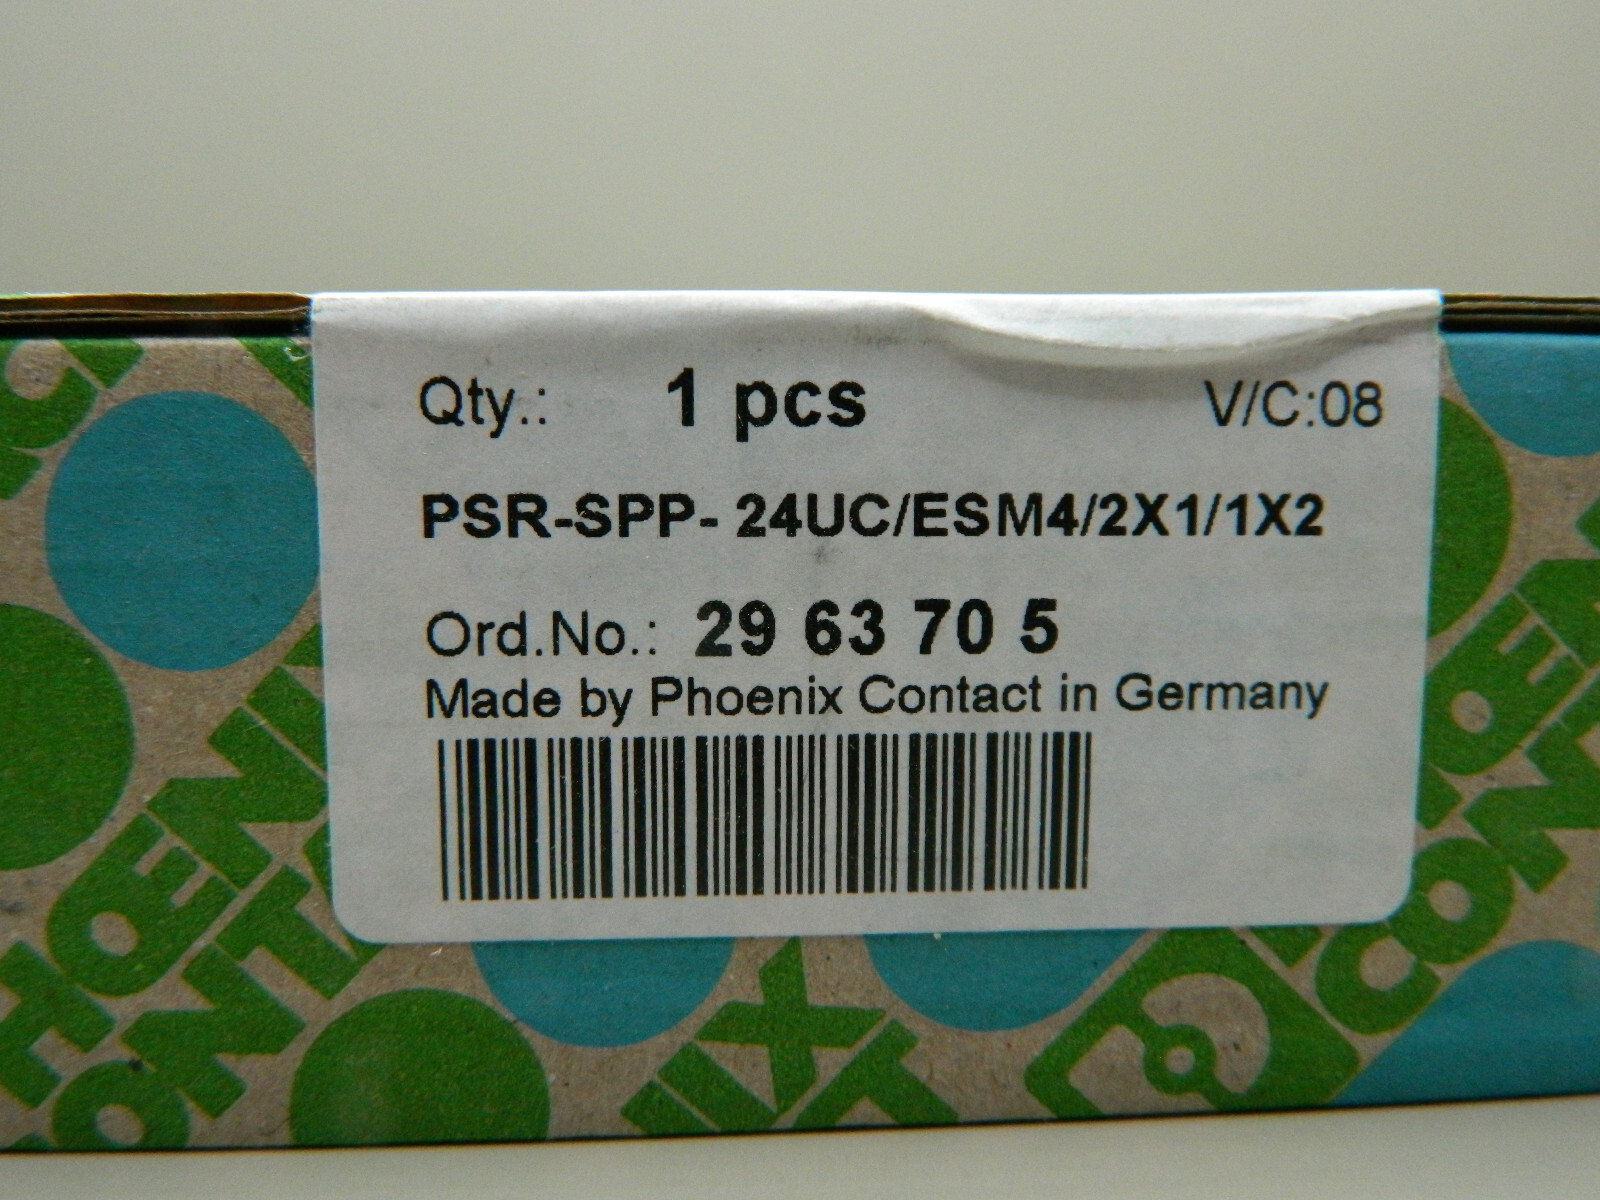 Qty.: 1 pcs V/C:08
PSR-SPP- 24UC/ESM4/2X1/1X2
Ord.No.: 29 63 70 5
Made by Phoenix Contact in Germany